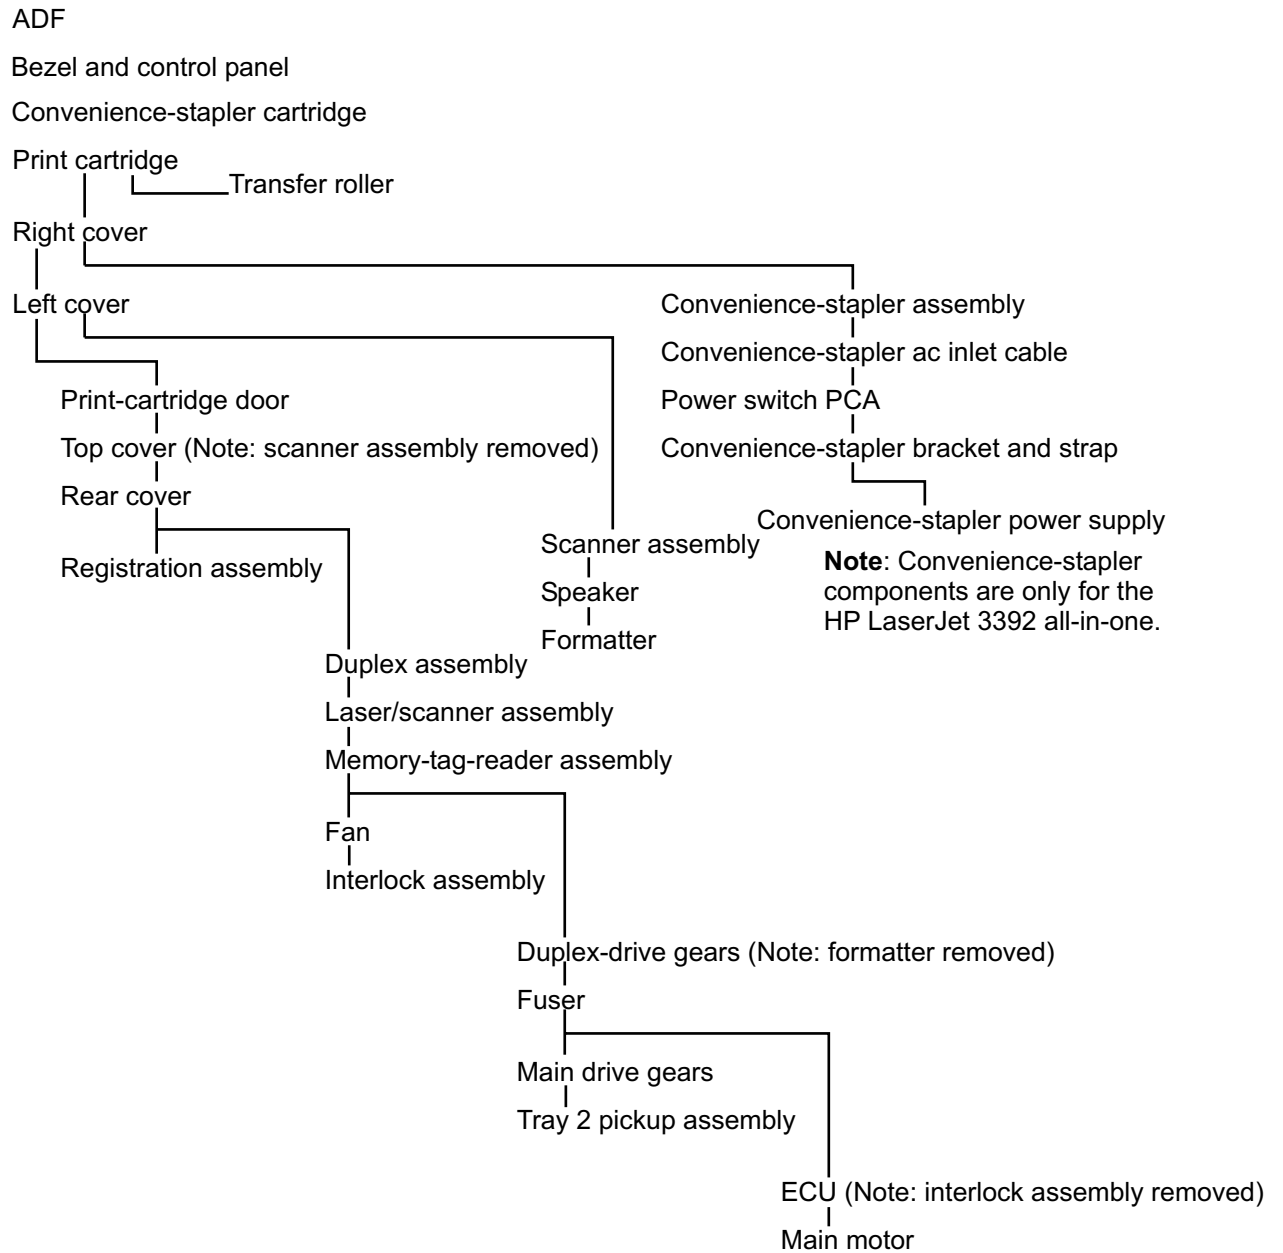 ADF
Bezel and control panel
Convenience-stapler cartridge
Print cartridge
Transfer roller
Right cover
Left cover
Convenience-stapler assembly
Convenience-stapler ac inlet cable
Print-cartridge door
Power switch PCA
Top cover (Note: scanner assembly removed)
Convenience-stapler bracket and strap
Rear cover
Convenience-stapler power supply
Scanner assembly
Note: Convenience-stapler
components are only for the
HP LaserJet 3392 all-in-one.
Registration assembly
Speaker
Formatter
Duplex assembly
Laser/scanner assembly
Memory-tag-reader assembly
Fan
Interlock assembly
Duplex-drive gears (Note: formatter removed)
Fuser
Main drive gears
Tray 2 pickup assembly
ECU (Note: interlock assembly removed)
Main motor